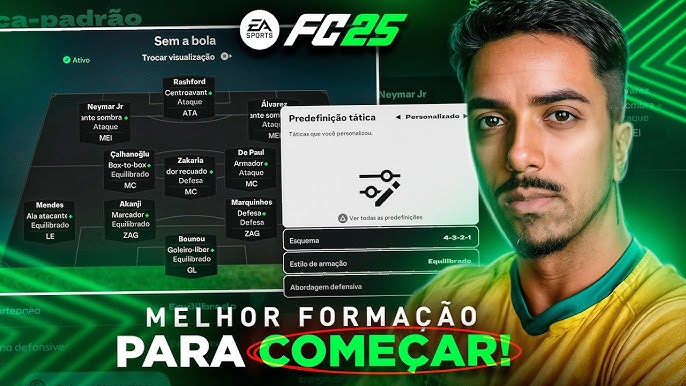 ca-padrão
EA
SPORTS
FC25
Sem a bola
Ativo
Trocar visualização
R
Rashford
Centroavant
Ataque
ATA
Neymar Jr
ante sombra
Ataque
MEI
Álvarez
ante sombra
Ataque
MEI
Neymar Jr
Predefinição tática
Personalizado
Táticas que você personalizou.
Çalhanoğlu
Box-to-box
Equilibrado
MC
Zakaria
dor recuado
Defesa
MC
De Paul
Armador
Ataque
MC
Ver todas as predefinições
Mendes
Ala atacante
Equilibrado
LE
Akanji
Marcador
Equilibrado
ZAG
Marquinhos
Defesa
Defesa
ZAG
Bounou
Goleiro-líber
Equilibrado
GL
Esquema
4-3-2-1
Estilo de armação
Equilibrado
Abordagem defensiva
MELHOR FORMAÇÃO
PARA COMEÇAR!